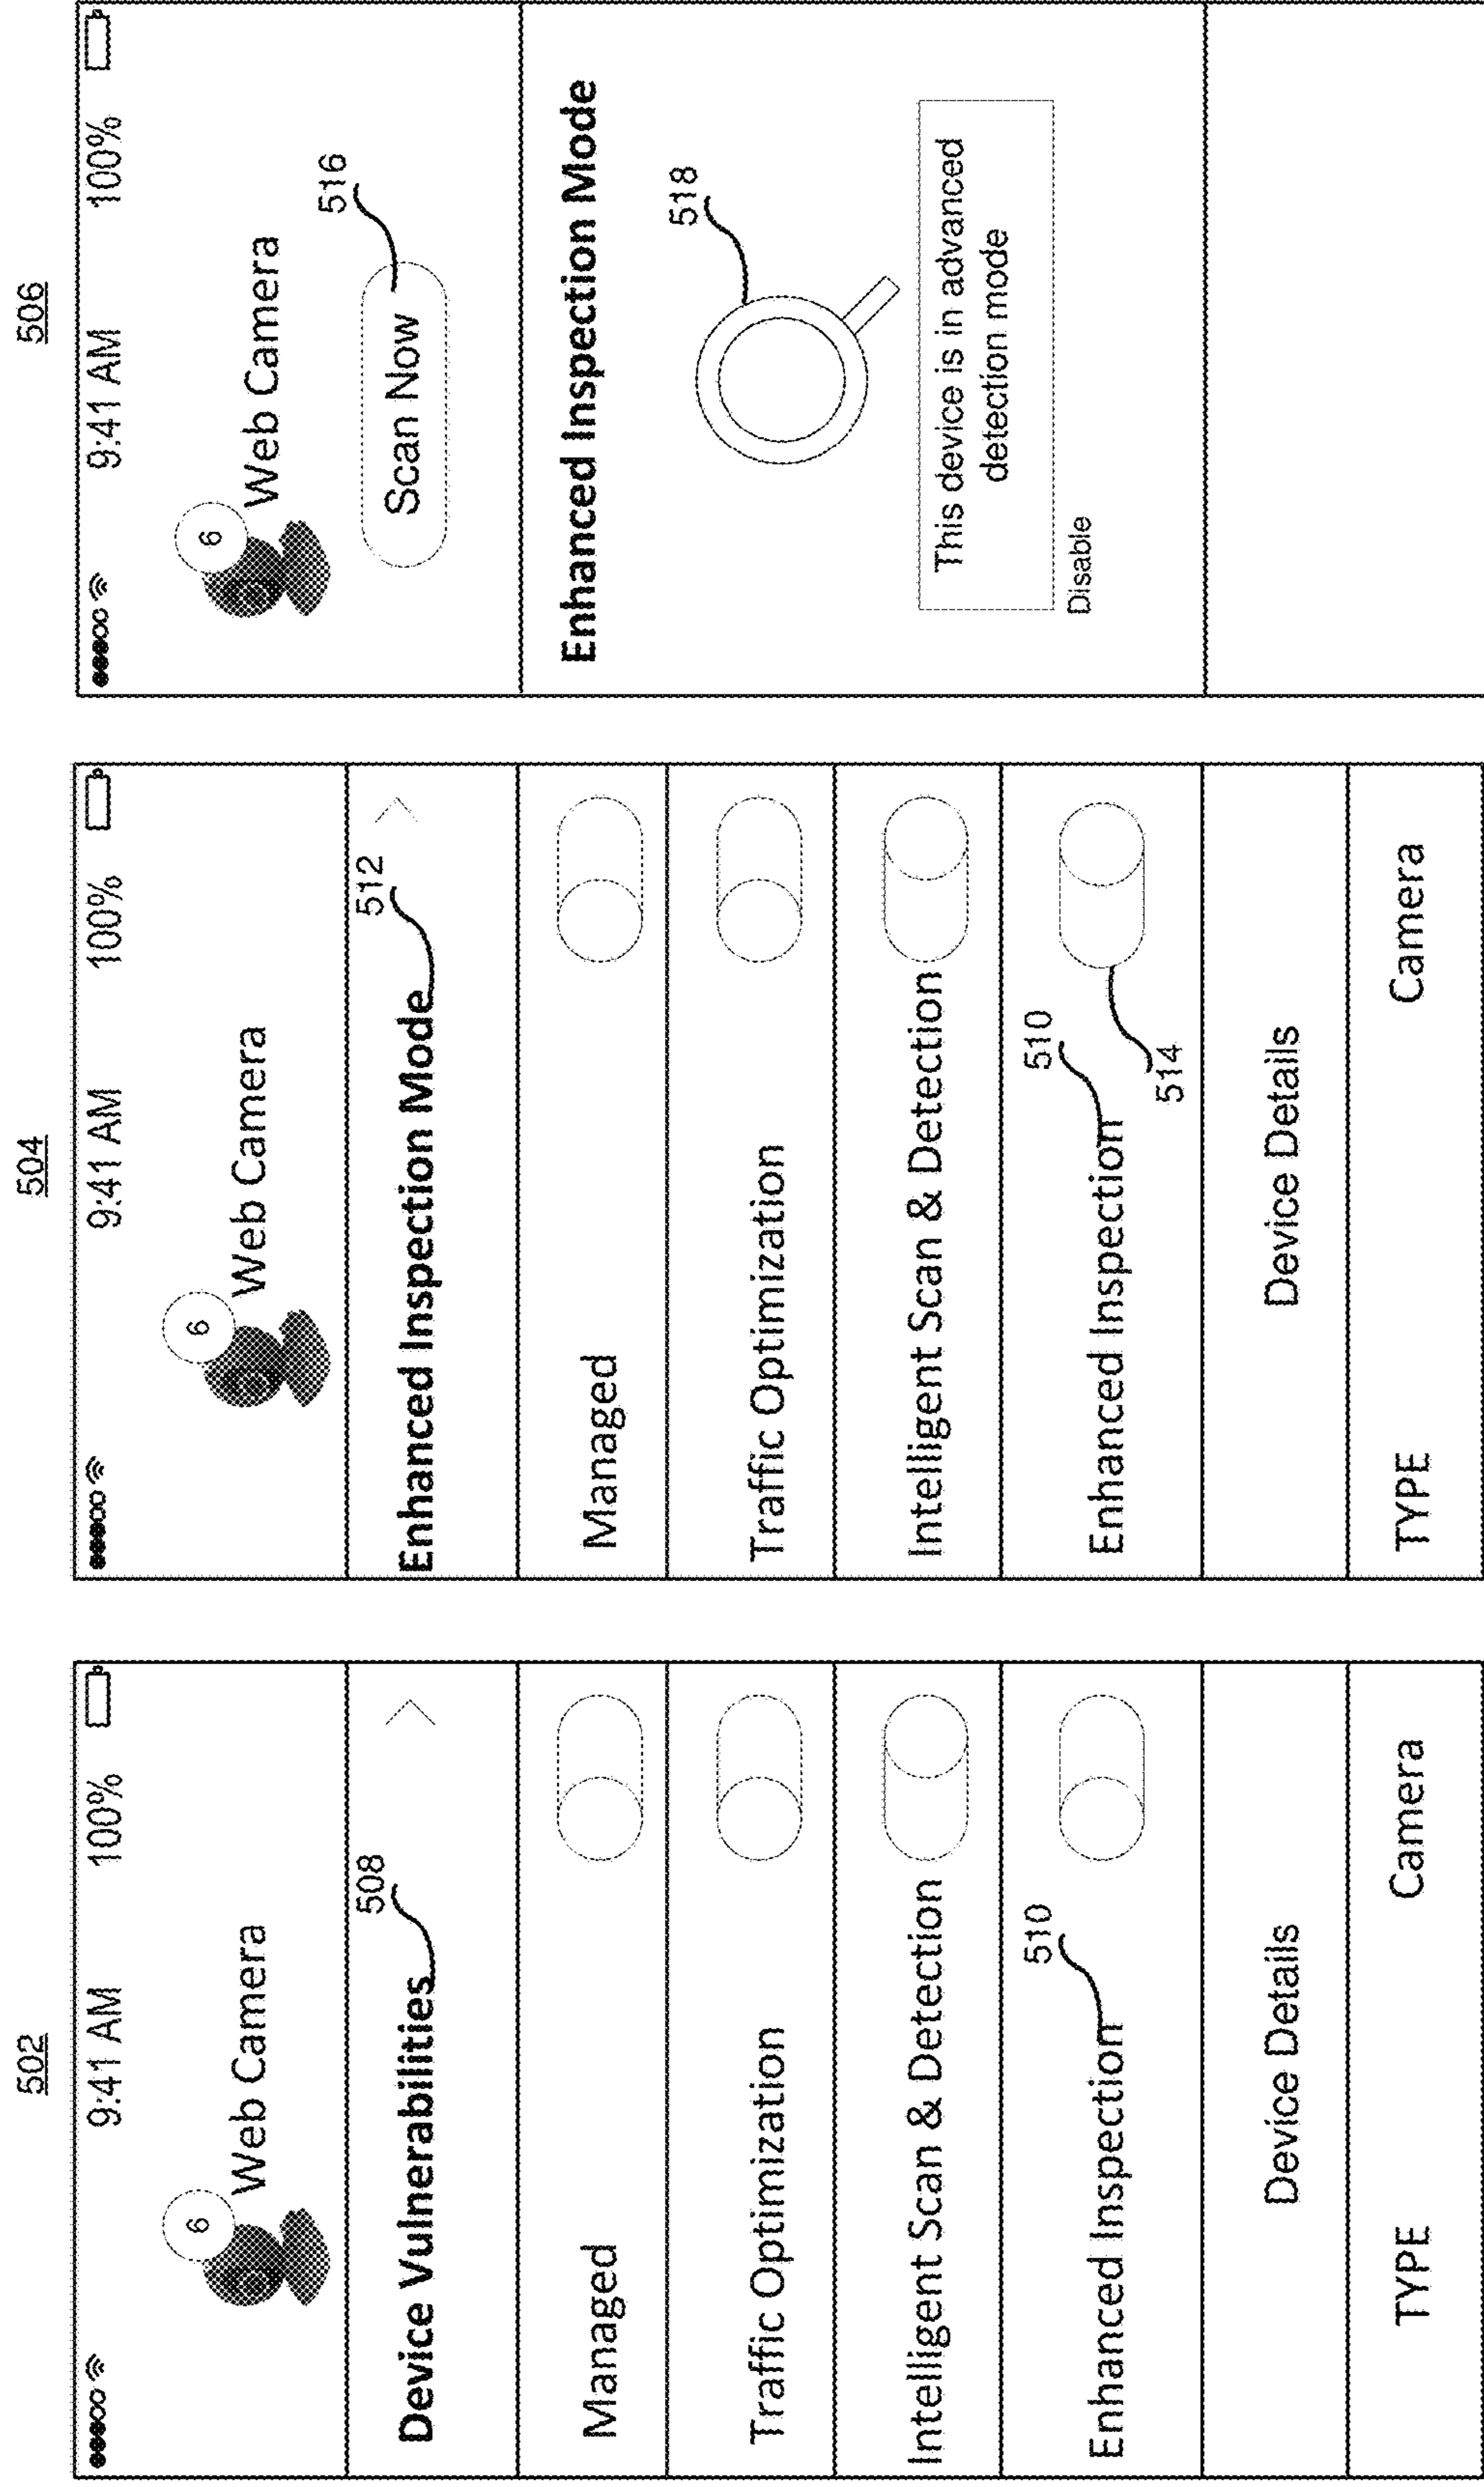 502
9:41 AM 100%
6
Web Camera
508
Device Vulnerabilities
Managed
Traffic Optimization
Intelligent Scan & Detection
510
Enhanced Inspection
Device Details
TYPE Camera
504
9:41 AM 100%
6
Web Camera
512
Enhanced Inspection Mode
Managed
Traffic Optimization
Intelligent Scan & Detection
510
Enhanced Inspection
514
Device Details
TYPE Camera
506
9:41 AM 100%
6
Web Camera
516
Scan Now
Enhanced Inspection Mode
518
This device is in advanced
detection mode
Disable